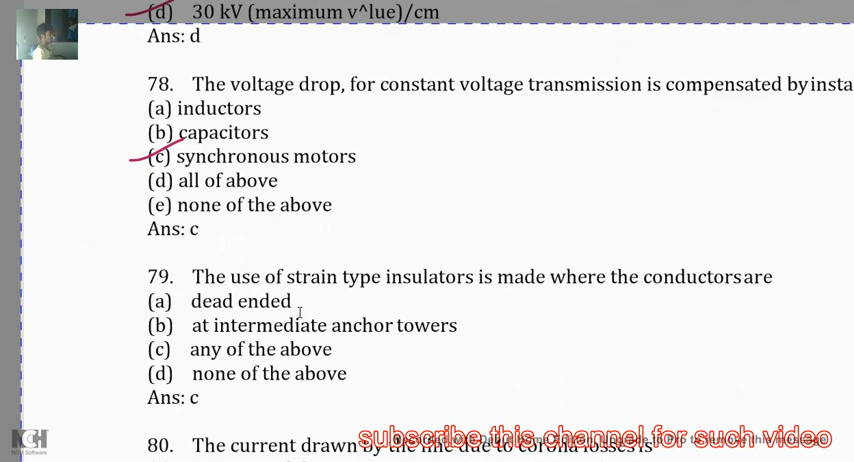 (d) 30 kV (maximum v^lue)/cm
Ans: d
78. The voltage drop, for constant voltage transmission is compensated by insta
(a) inductors
(b) capacitors
(c) synchronous motors
(d) all of above
(e) none of the above
Ans: c
79. The use of strain type insulators is made where the conductors are
(a) dead ended
(b) at intermediate anchor towers
(c) any of the above
(d) none of the above
Ans: c
80. The current drawn by the line due to corona losses is
subscribe this channel for such video
NCH
NCH Software